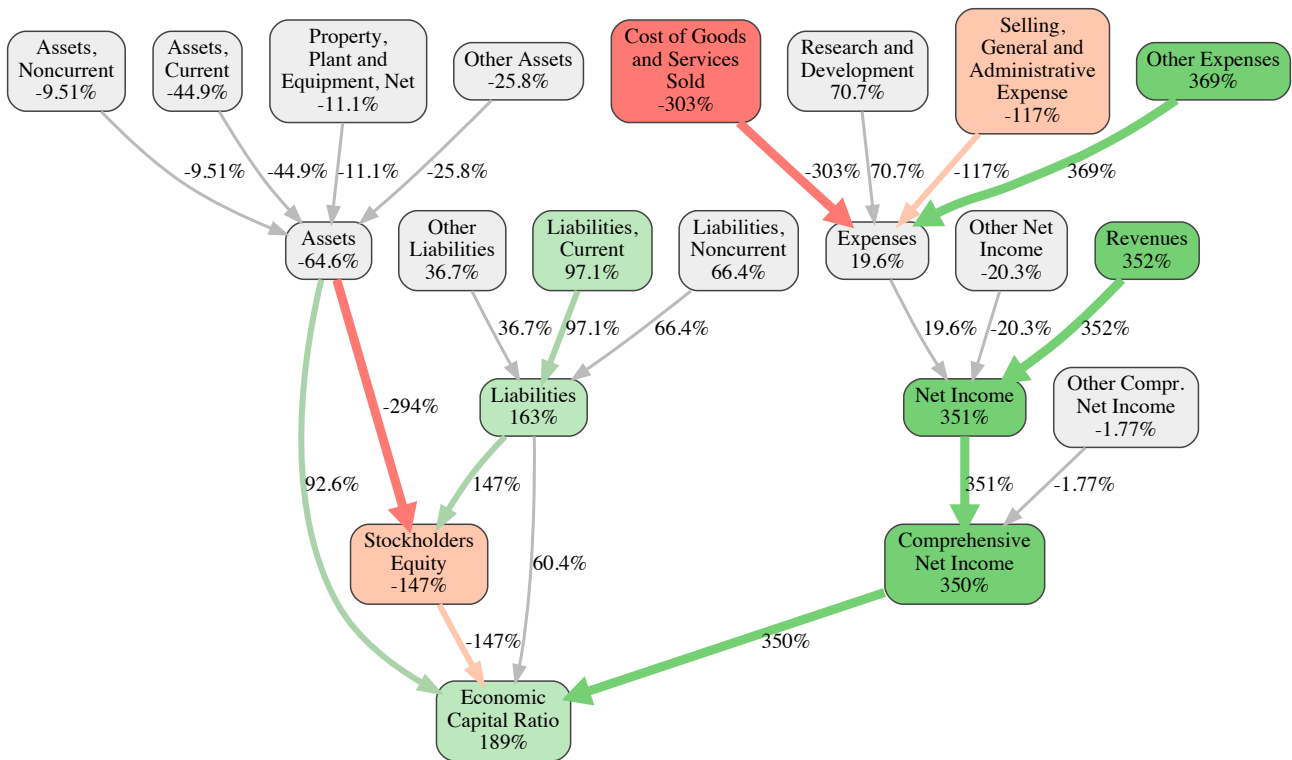 Assets,
Noncurrent
-9.51%
Assets,
Current
-44.9%
Property,
Plant and
Equipment, Net
-11.1%
Other Assets
-25.8%
Cost of Goods
and Services
Sold
-303%
Research and
Development
70.7%
Selling,
General and
Administrative
Expense
-117%
Other Expenses
369%
-9.51%
-44.9%
-11.1%
-25.8%
-303%
70.7%
-117%
369%
Assets
-64.6%
Other
Liabilities
36.7%
Liabilities,
Current
97.1%
Liabilities,
Noncurrent
66.4%
Expenses
19.6%
Other Net
Income
-20.3%
Revenues
352%
36.7%
97.1%
66.4%
19.6%
-20.3%
352%
-294%
Liabilities
163%
Net Income
351%
Other Compr.
Net Income
-1.77%
92.6%
147%
351%
-1.77%
Stockholders
Equity
-147%
60.4%
Comprehensive
Net Income
350%
-147%
350%
Economic
Capital Ratio
189%